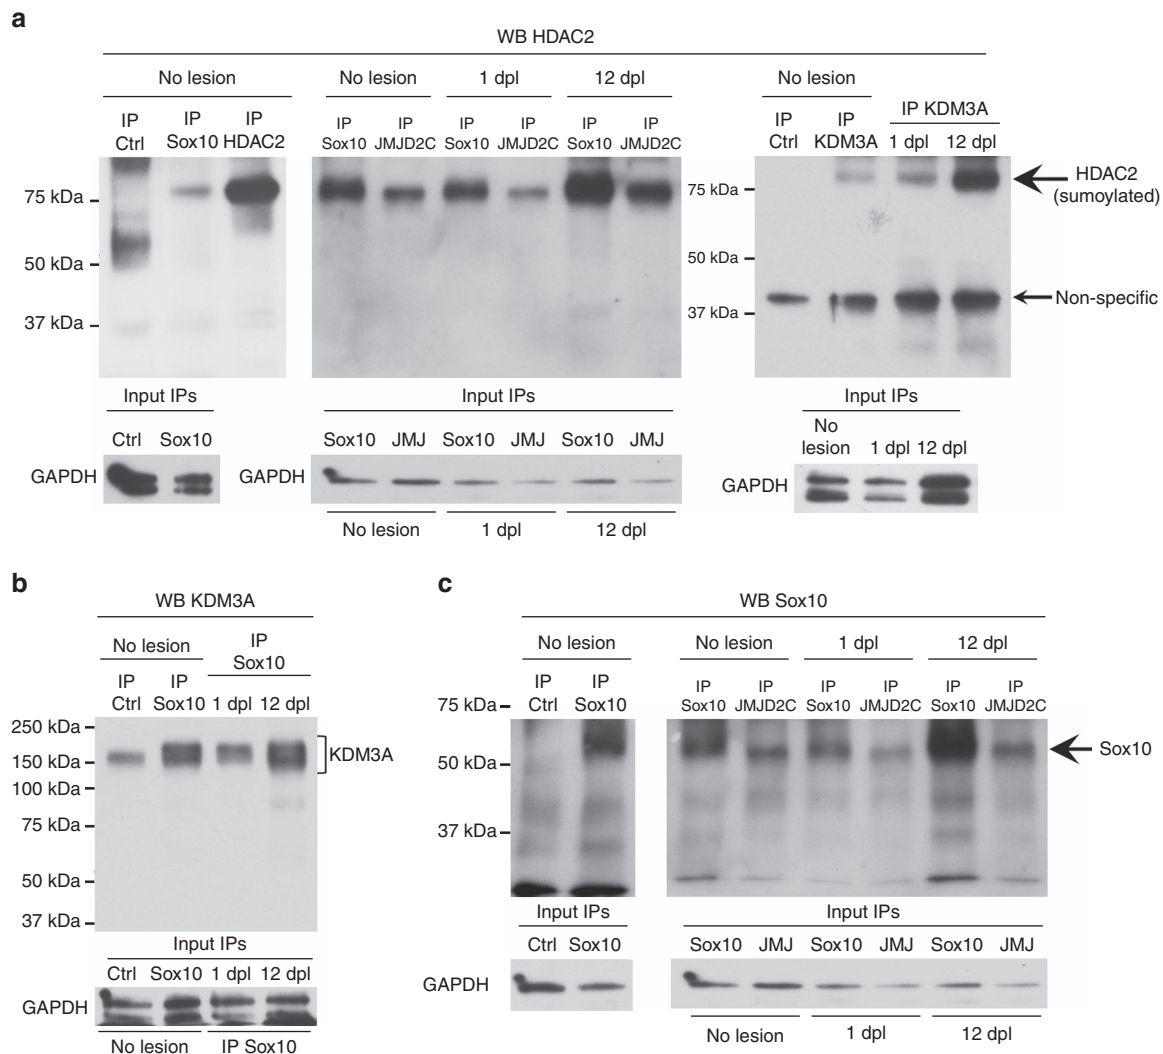 a
WB HDAC2
No lesion
No lesion
1 dpl
12 dpl
No lesion
IP KDM3A
IP Ctrl
IP Sox10
IP HDAC2
IP Sox10
IP JMJD2C
IP Sox10
IP JMJD2C
IP Sox10
IP JMJD2C
IP Ctrl
IP KDM3A
1 dpl
12 dpl
75 kDa
50 kDa
37 kDa
75 kDa
50 kDa
37 kDa
HDAC2
(sumoylated)
Non-specific
Input IPs
Ctrl Sox10
GAPDH
Input IPs
Sox10 JMJ Sox10 JMJ Sox10 JMJ
GAPDH
No lesion 1 dpl 12 dpl
Input IPs
No
lesion 1 dpl 12 dpl
GAPDH
b
WB KDM3A
No lesion
IP
Sox10
IP Ctrl
IP Sox10
1 dpl
12 dpl
250 kDa
150 kDa
100 kDa
75 kDa
50 kDa
37 kDa
KDM3A
Input IPs
Ctrl Sox10 1 dpl 12 dpl
GAPDH
No lesion IP Sox10
c
WB Sox10
No lesion
No lesion
1 dpl
12 dpl
IP Ctrl
IP Sox10
IP Sox10
IP JMJD2C
IP Sox10
IP JMJD2C
IP Sox10
IP JMJD2C
75 kDa
50 kDa
37 kDa
Sox10
Input IPs
Ctrl Sox10
GAPDH
Input IPs
Sox10 JMJ Sox10 JMJ Sox10 JMJ
No lesion 1 dpl 12 dpl